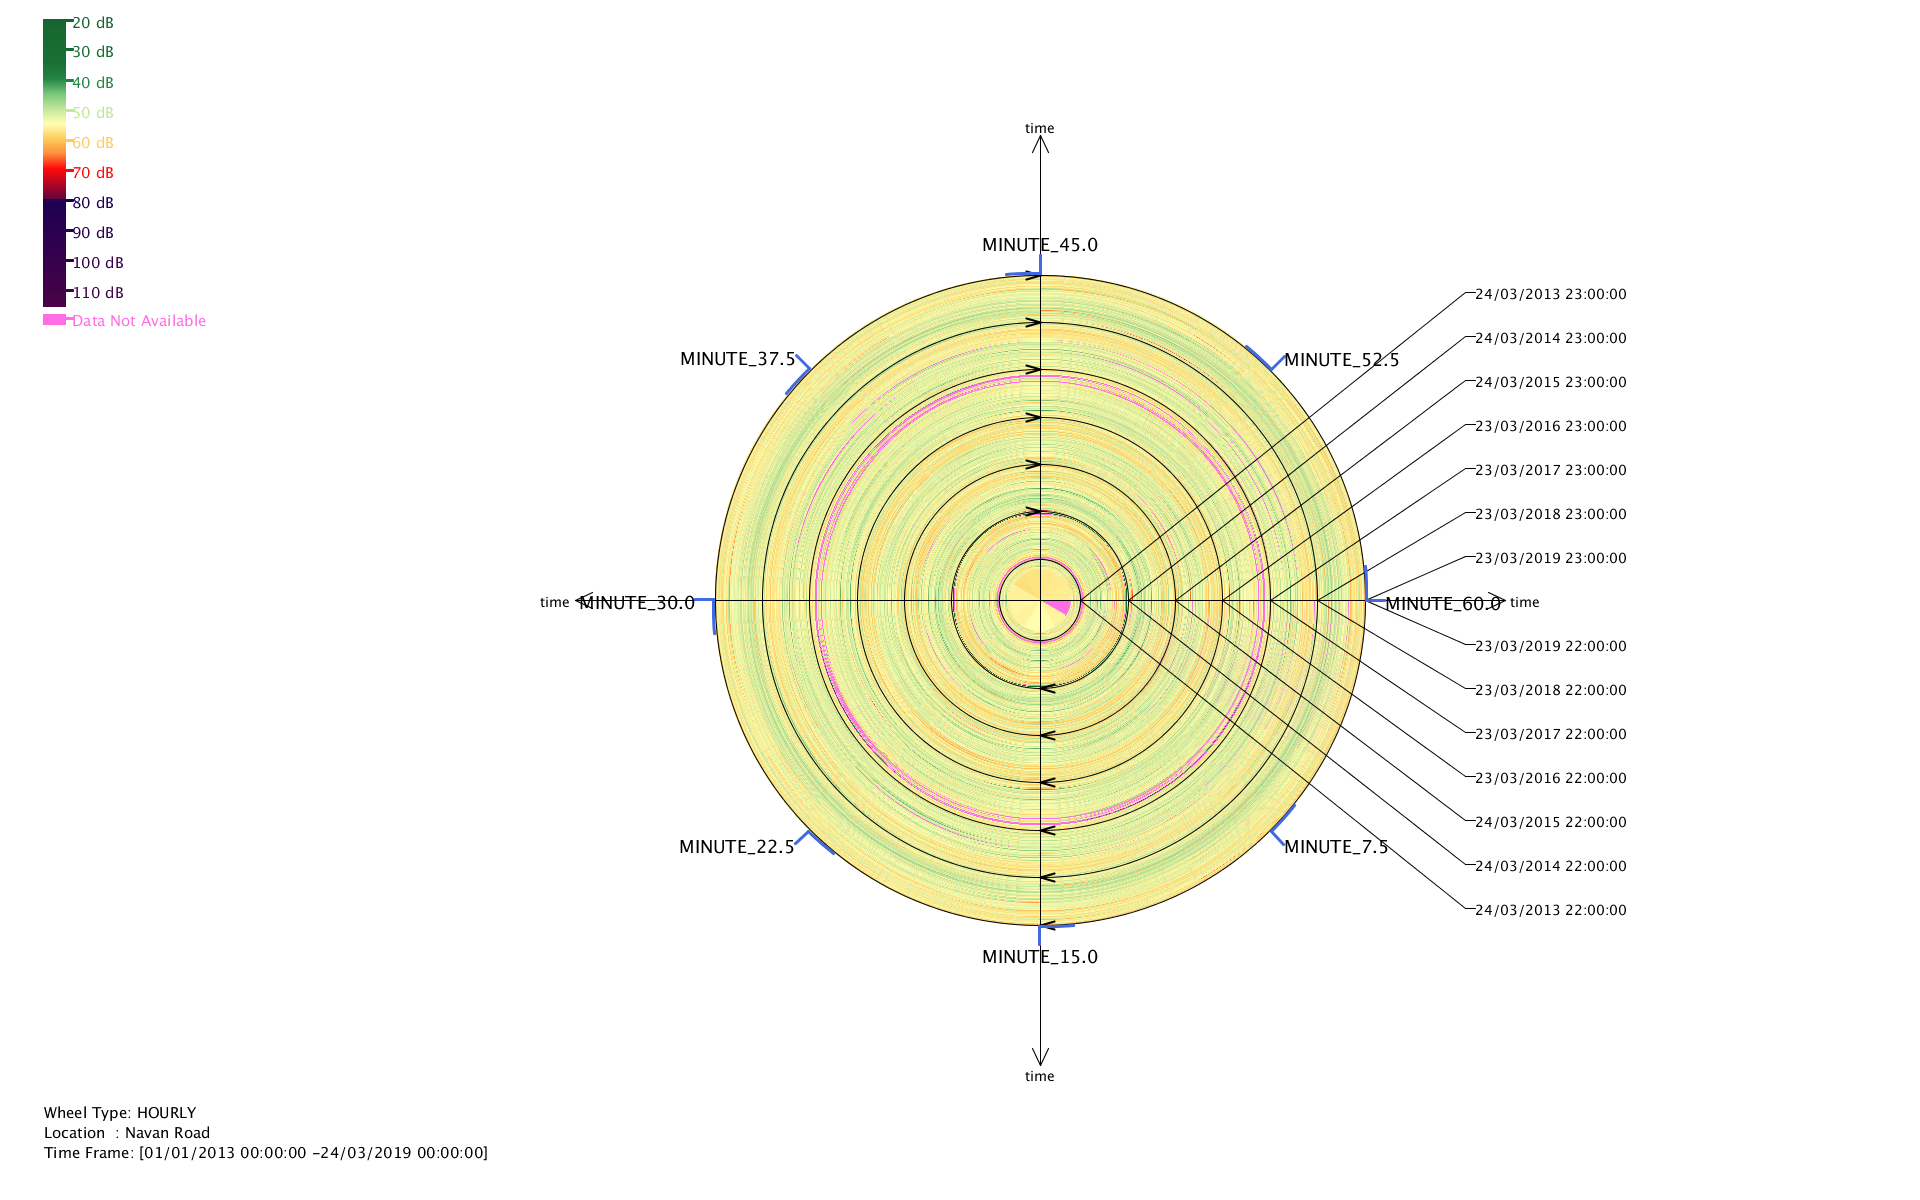 20 dB
30 dB
40 dB
50 dB
60 dB
70 dB
80 dB
90 dB
100 dB
110 dB
Data Not Available
time
MINUTE_45.0
MINUTE_37.5
MINUTE_52.5
time
MINUTE_30.0
MINUTE_60.0
time
MINUTE_22.5
MINUTE_7.5
MINUTE_15.0
time
24/03/2013 23:00:00
24/03/2014 23:00:00
24/03/2015 23:00:00
23/03/2016 23:00:00
23/03/2017 23:00:00
23/03/2018 23:00:00
23/03/2019 23:00:00
23/03/2019 22:00:00
23/03/2018 22:00:00
23/03/2017 22:00:00
23/03/2016 22:00:00
24/03/2015 22:00:00
24/03/2014 22:00:00
24/03/2013 22:00:00
Wheel Type: HOURLY
Location  : Navan Road
Time Frame: [01/01/2013 00:00:00 -24/03/2019 00:00:00]